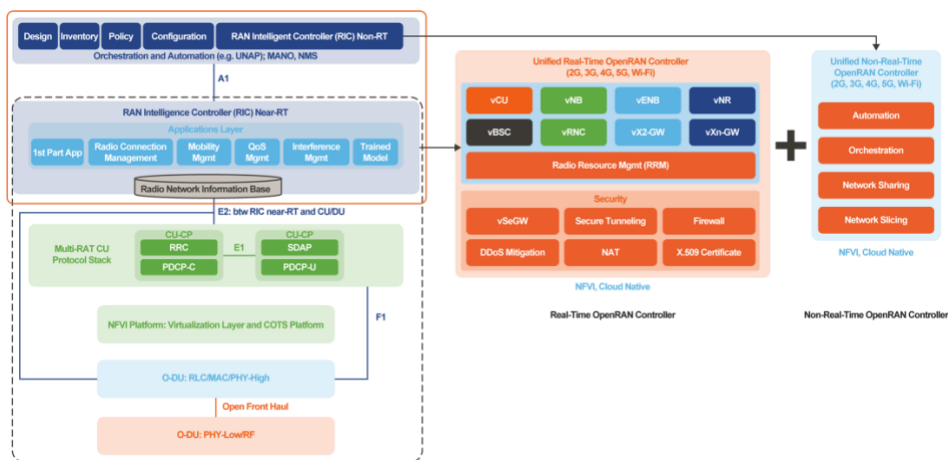 Design
Inventory
Policy
Configuration
RAN Intelligent Controller (RIC) Non-RT
Orchestration and Automation (e.g. UNAP); MANO, NMS
A1
RAN Intelligence Controller (RIC) Near-RT
Applications Layer
1st Part App
Radio Connection
Management
Mobility
Mgmt
QoS
Mgmt
Interference
Mgmt
Trained
Model
Radio Network Information Base
E2: btw RIC near-RT and CU/DU
Multi-RAT CU
Protocol Stack
CU-CP
RRC
PDCP-C
E1
CU-CP
SDAP
PDCP-U
F1
NFVI Platform: Virtualization Layer and COTS Platform
O-DU: RLC/MAC/PHY-High
Open Front Haul
O-DU: PHY-Low/RF
Unified Real-Time OpenRAN Controller
(2G, 3G, 4G, 5G, Wi-Fi)
vCU
vNB
vENB
vNR
vBSC
vRNC
vX2-GW
vXn-GW
Radio Resource Mgmt (RRM)
Security
vSeGW
Secure Tunneling
Firewall
DDoS Mitigation
NAT
X.509 Certificate
NFVI, Cloud Native
Real-Time OpenRAN Controller
+
Unified Non-Real-Time
OpenRAN Controller
(2G, 3G, 4G, 5G, Wi-Fi)
Automation
Orchestration
Network Sharing
Network Slicing
NFVI, Cloud Native
Non-Real-Time OpenRAN Controller